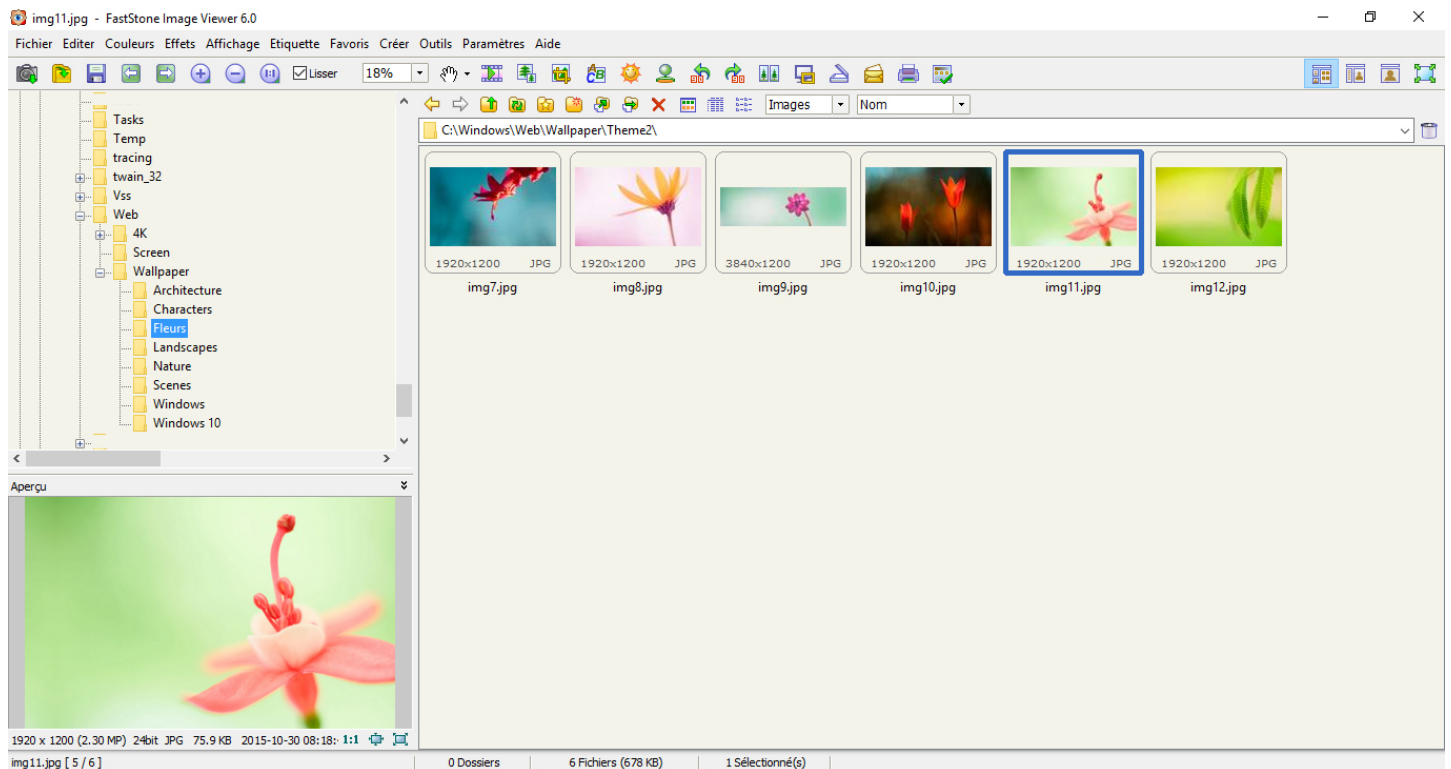 img11.jpg - FastStone Image Viewer 6.0
Fichier Editer Couleurs Effets Affichage Etiquette Favoris Créer Outils Paramètres Aide
1:1 Lisser 18%
Images Nom
C:\Windows\Web\Wallpaper\Theme2\
Tasks
Temp
tracing
twain_32
Vss
Web
4K
Screen
Wallpaper
Architecture
Characters
Fleurs
Landscapes
Nature
Scenes
Windows
Windows 10
1920x1200 JPG 1920x1200 JPG 3840x1200 JPG 1920x1200 JPG 1920x1200 JPG 1920x1200 JPG
img7.jpg img8.jpg img9.jpg img10.jpg img11.jpg img12.jpg
Aperçu
1920 x 1200 (2.30 MP) 24bit JPG 75.9 KB 2015-10-30 08:18: 1:1
img11.jpg [ 5 / 6 ] 0 Dossiers 6 Fichiers (678 KB) 1 Sélectionné(s)